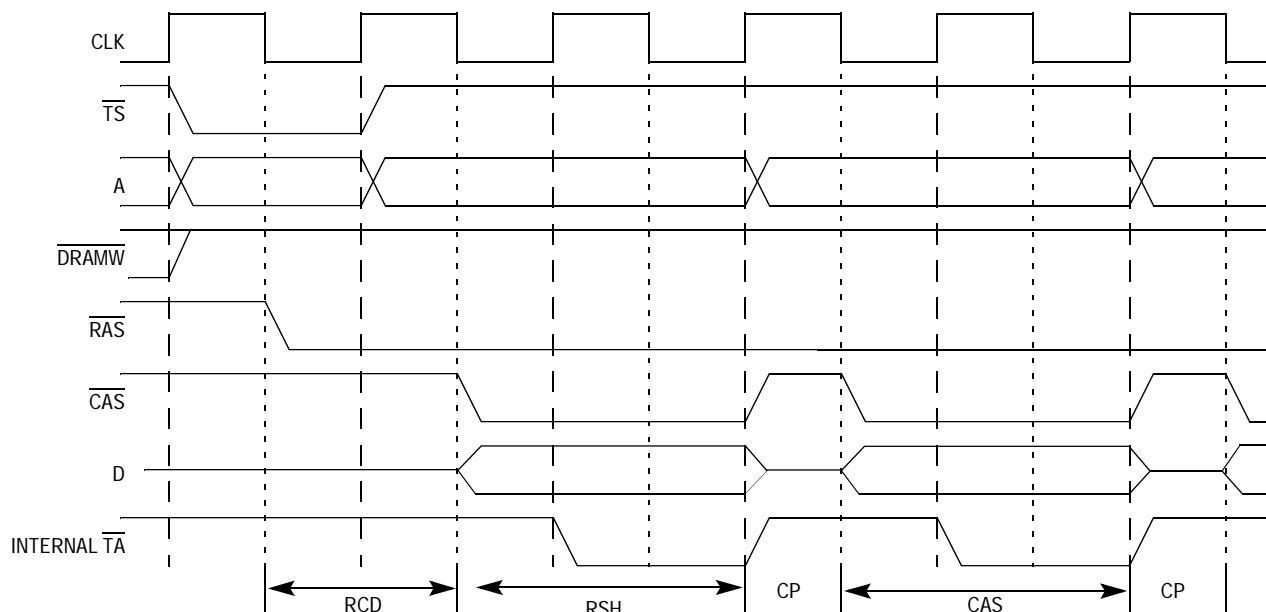 CLK
TS
A
DRAMW
RAS
CAS
D
INTERNAL TA
RCD
RSH
CP
CAS
CP